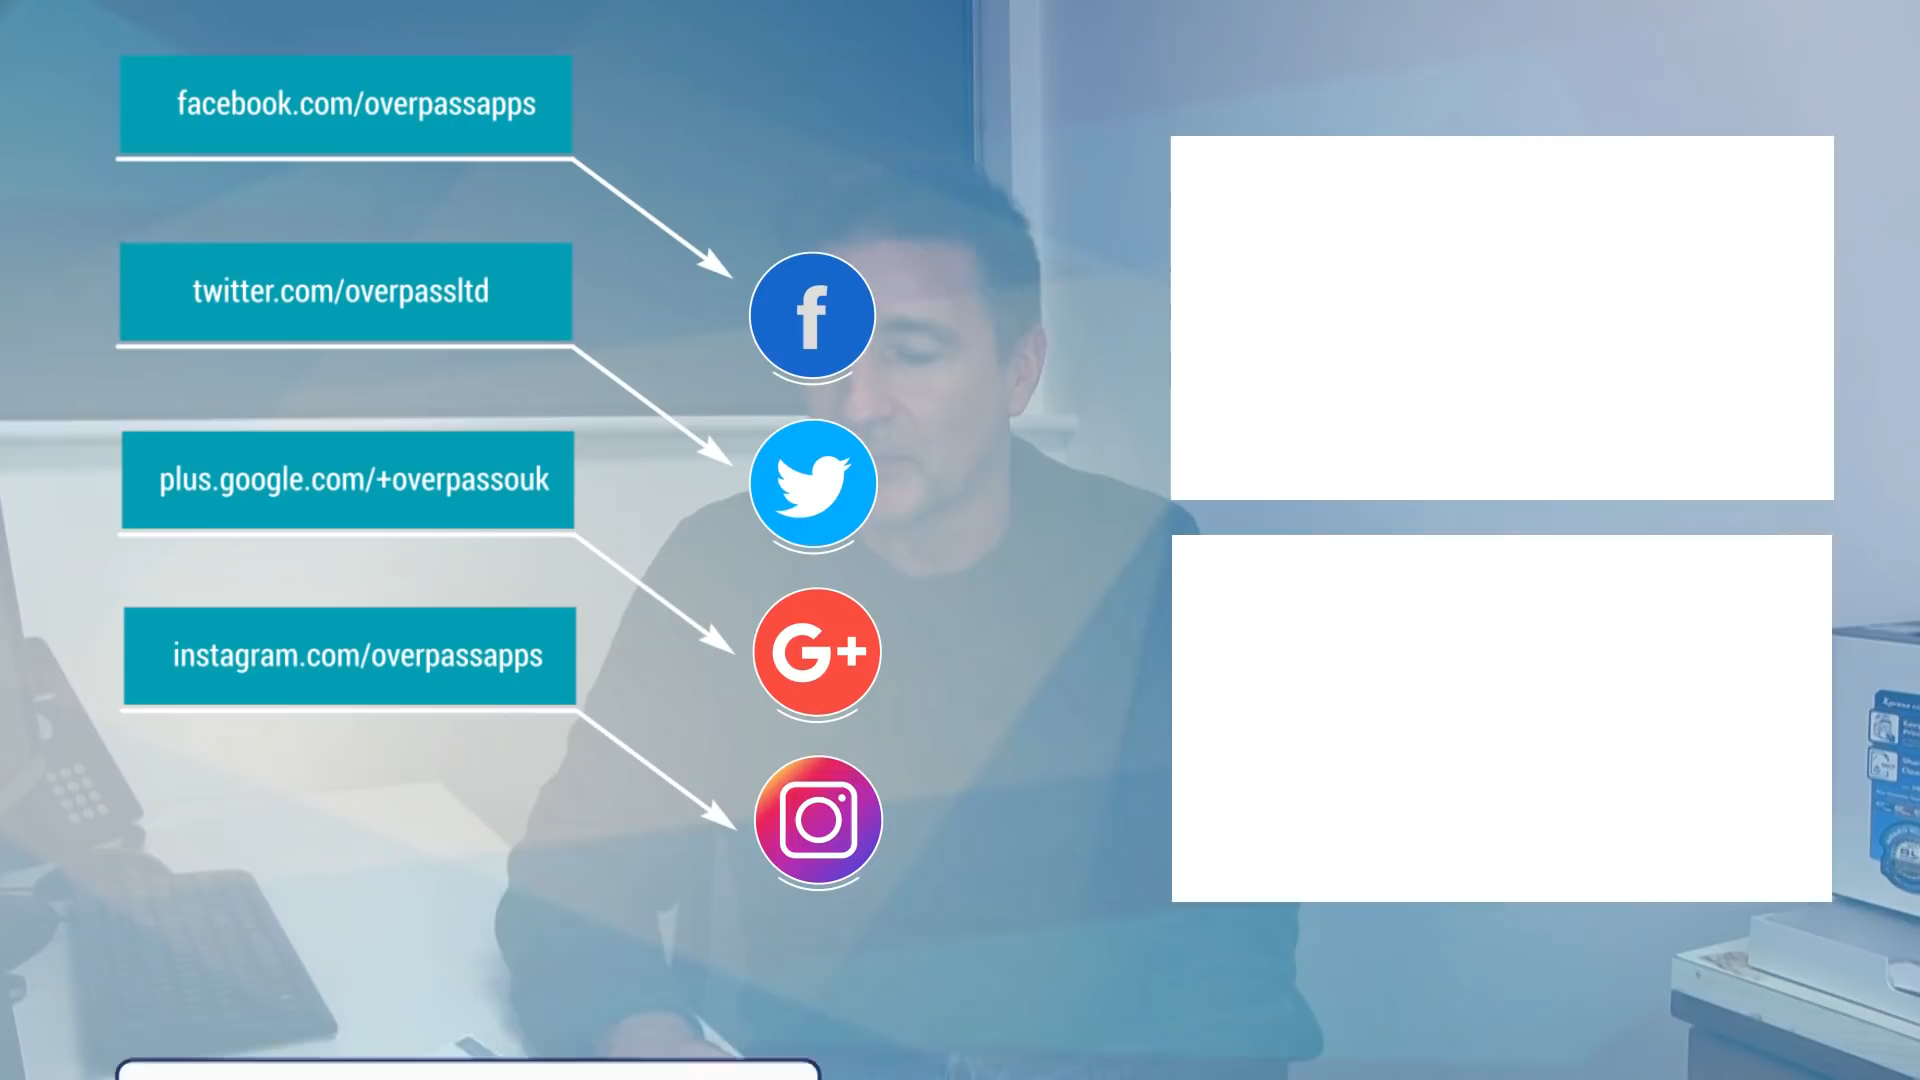 facebook.com/overpassapps
twitter.com/overpassltd
plus.google.com/+overpassouk
instagram.com/overpassapps
f
G+